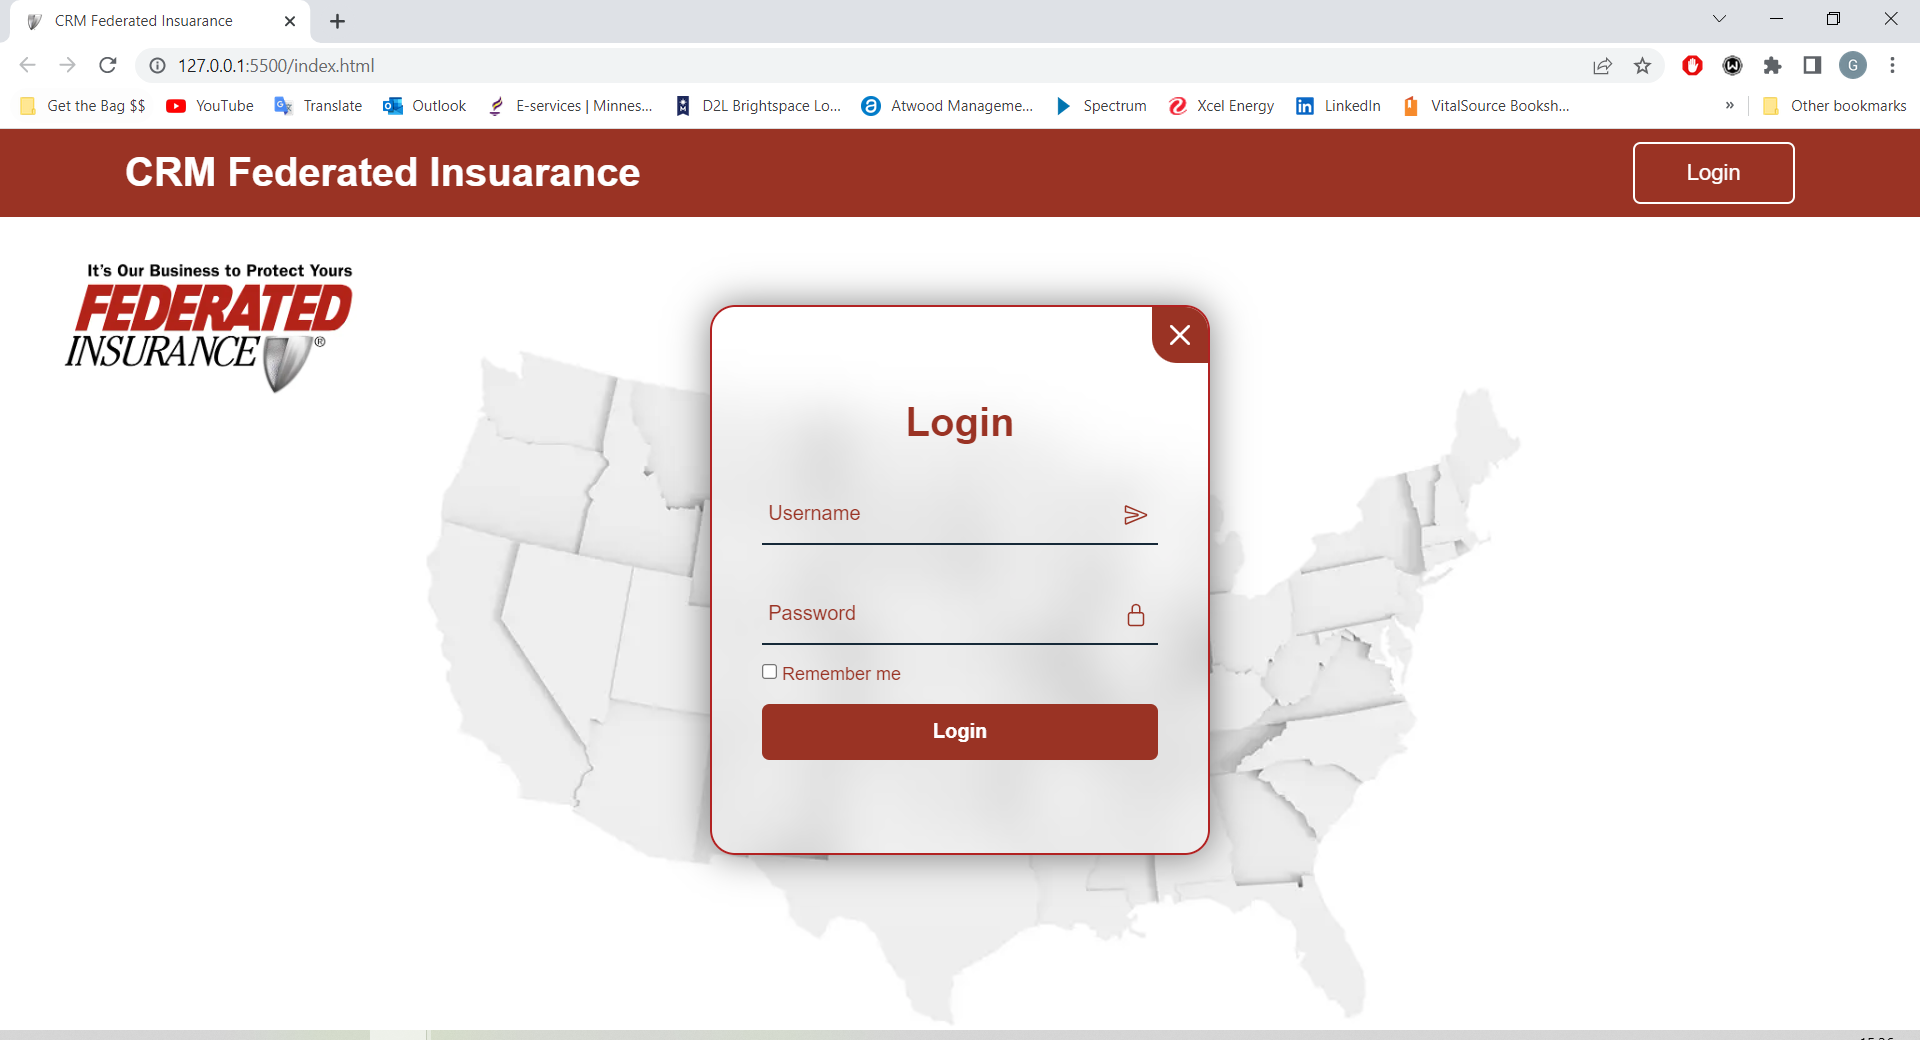 CRM Federated Insuarance
127.0.0.1:5500/index.html
G
Get the Bag $$ YouTube Translate Outlook E-services | Minnes... D2L Brightspace Lo... Atwood Manageme... Spectrum Xcel Energy LinkedIn VitalSource Booksh... » Other bookmarks
CRM Federated Insuarance
Login
It's Our Business to Protect Yours
FEDERATED
INSURANCE®
Login
Username
Password
Remember me
Login